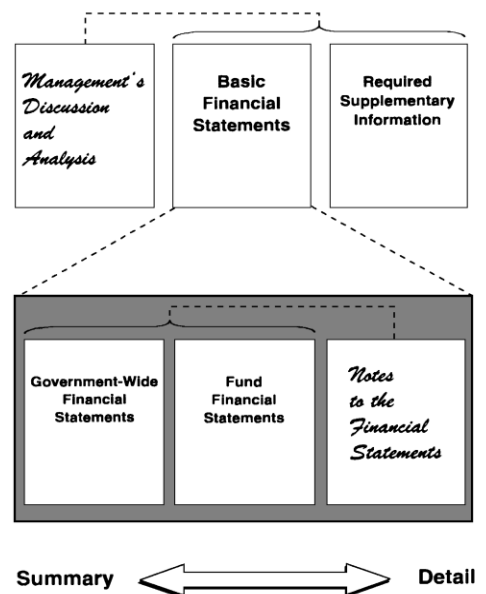 Management's
Discussion
and
Analysis
Basic
Financial
Statements
Required
Supplementary
Information
Government-Wide
Financial
Statements
Fund
Financial
Statements
Notes
to the
Financial
Statements
Summary
Detail